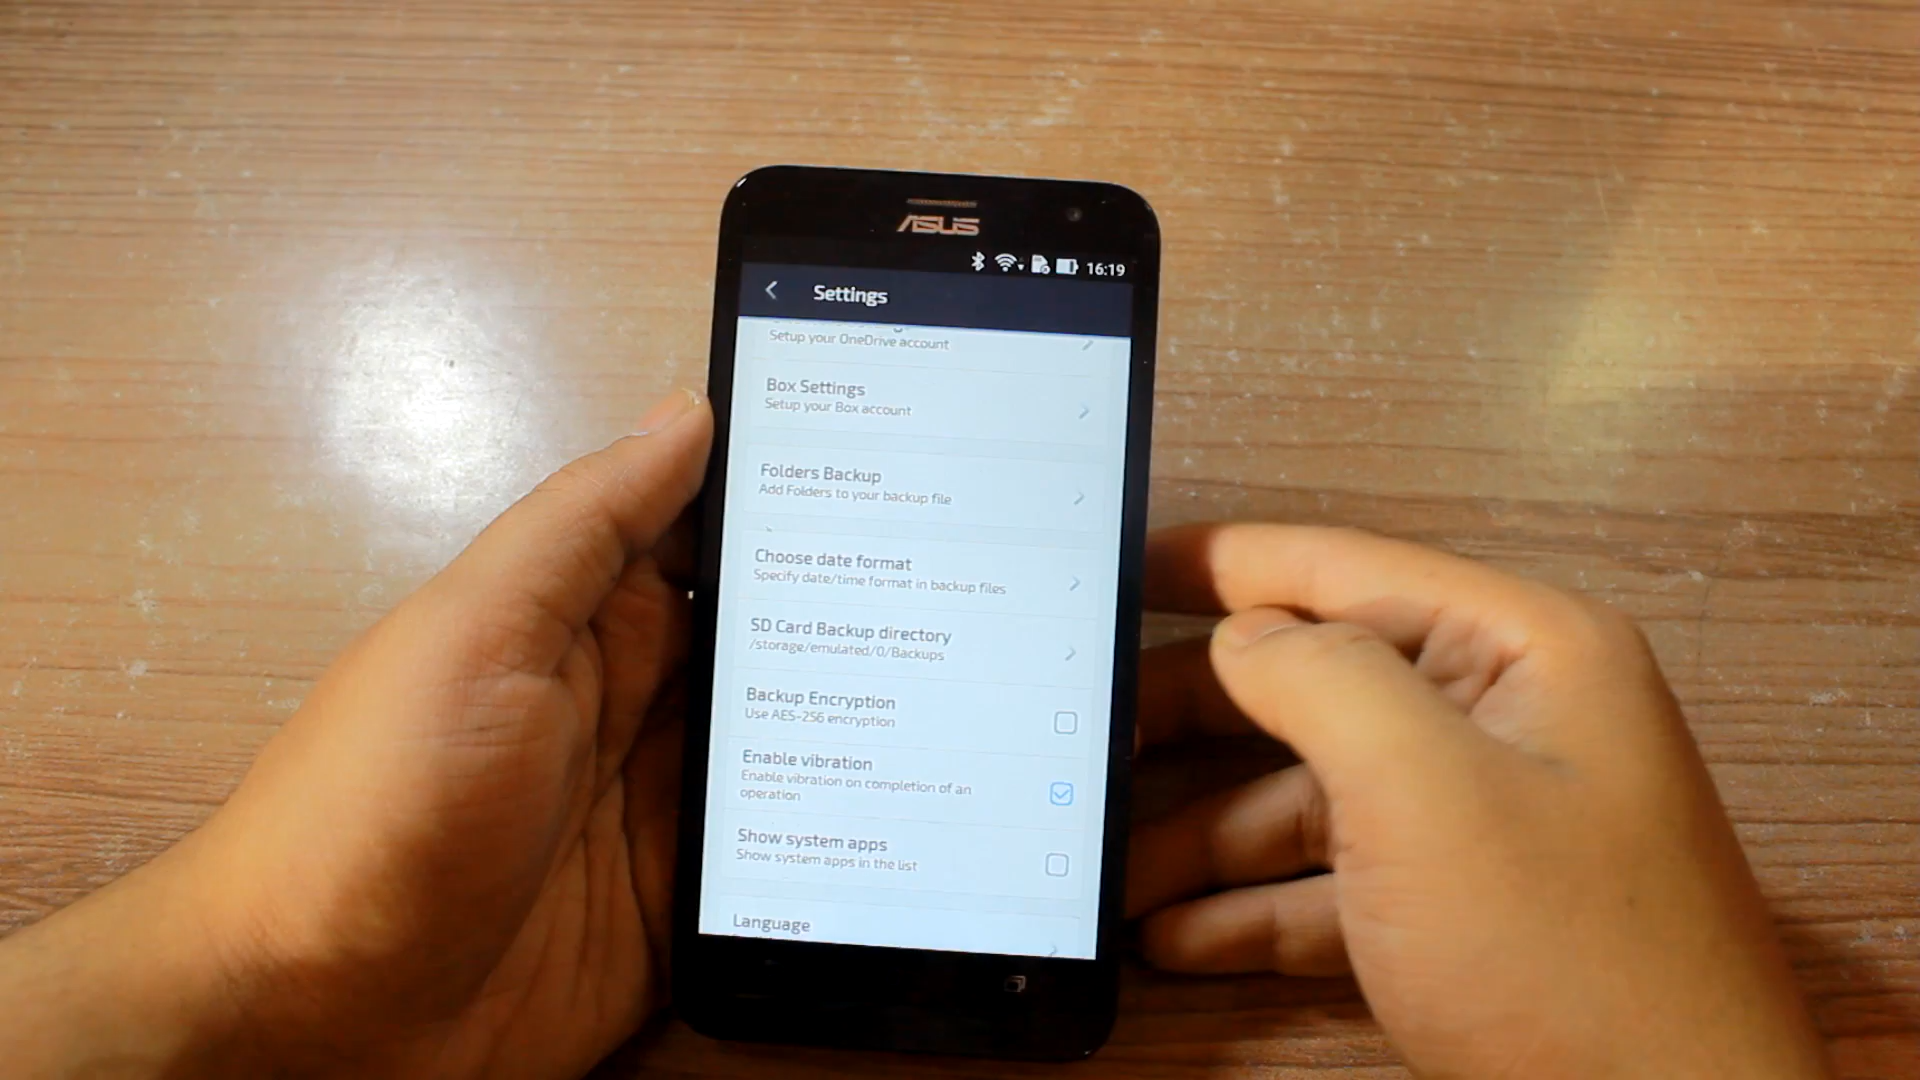 ASUS
16:19
Settings
Setup your OneDrive account
Box Settings
Setup your Box account
Folders Backup
Add Folders to your backup file
Choose date format
Specify date/time format in backup files
SD Card Backup directory
/storage/emulated/0/Backups
Backup Encryption
Use AES-256 encryption
Enable vibration
Enable vibration on completion of an
operation
Show system apps
Show system apps in the list
Language